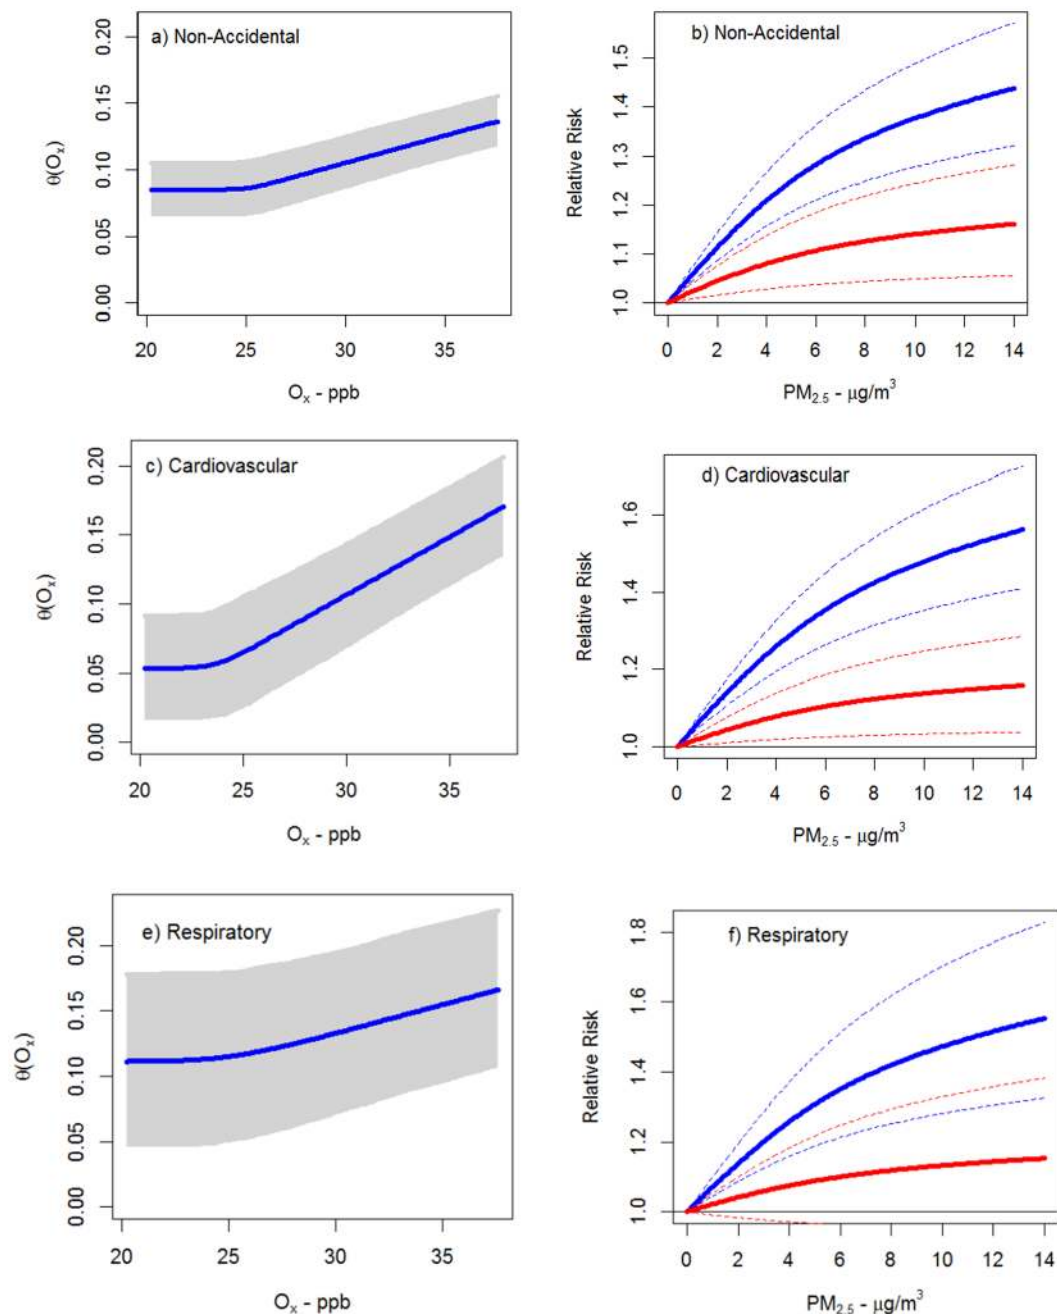 a) Non-Accidental
θ(Oₓ)
0.00 0.05 0.10 0.15 0.20
20 25 30 35
Oₓ - ppb
b) Non-Accidental
Relative Risk
1.0 1.1 1.2 1.3 1.4 1.5
0 2 4 6 8 10 12 14
PM₂.₅ - μg/m³
c) Cardiovascular
θ(Oₓ)
0.00 0.05 0.10 0.15 0.20
20 25 30 35
Oₓ - ppb
d) Cardiovascular
Relative Risk
1.0 1.2 1.4 1.6
0 2 4 6 8 10 12 14
PM₂.₅ - μg/m³
e) Respiratory
θ(Oₓ)
0.00 0.05 0.10 0.15 0.20
20 25 30 35
Oₓ - ppb
f) Respiratory
Relative Risk
1.0 1.2 1.4 1.6 1.8
0 2 4 6 8 10 12 14
PM₂.₅ - μg/m³